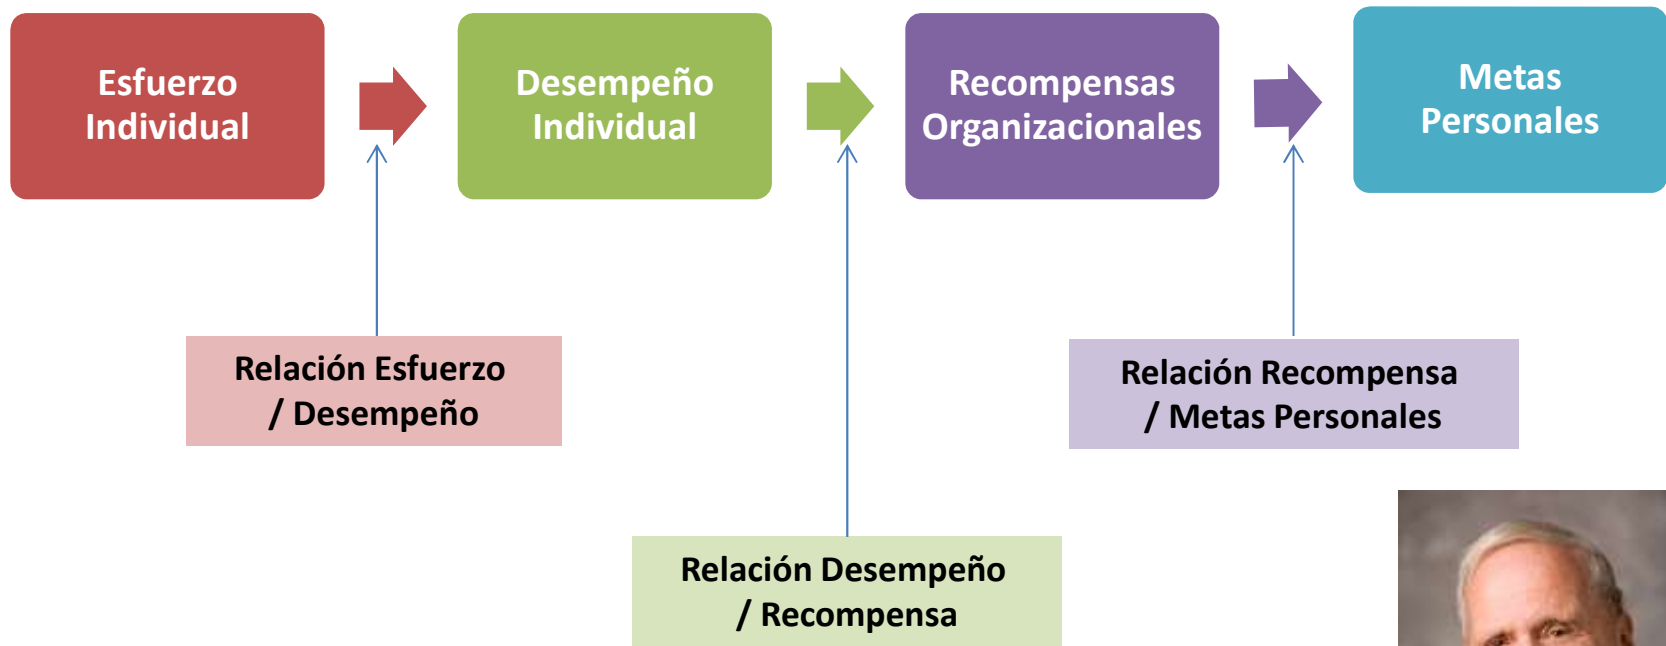 Esfuerzo
Individual
Desempeño
Individual
Recompensas
Organizacionales
Metas
Personales
Relación Esfuerzo
/ Desempeño
Relación Recompensa
/ Metas Personales
Relación Desempeño
/ Recompensa